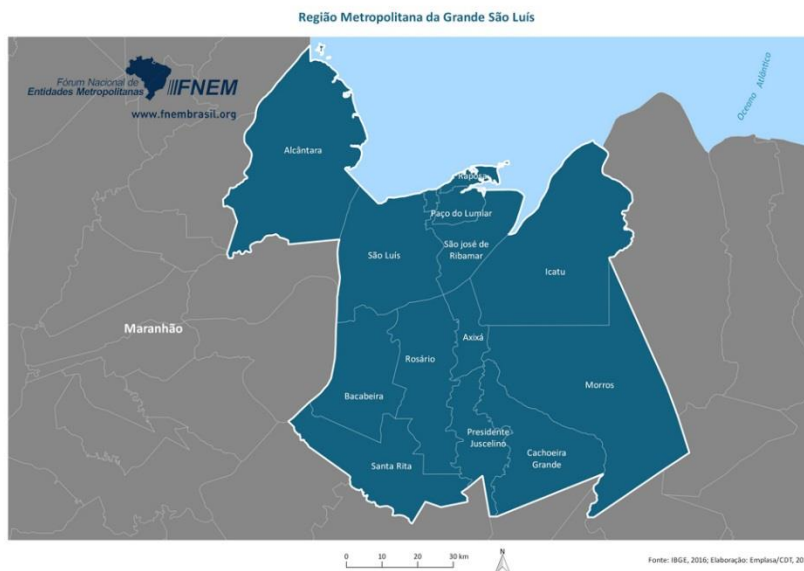 Região Metropolitana da Grande São Luís
Fórum Nacional de
Entidades Metropolitanas
FNEM
www.fnembrasil.org
Oceano Atlântico
Alcântara
Raposa
Paço do Lumiar
São Luís
São José de
Ribamar
Icatu
Maranhão
Axixá
Rosário
Morros
Bacabeira
Presidente
Juscelino
Santa Rita
Cachoeira
Grande
0 10 20 30 km
N
Fonte: IBGE, 2016; Elaboração: Emplasa/CDT, 20